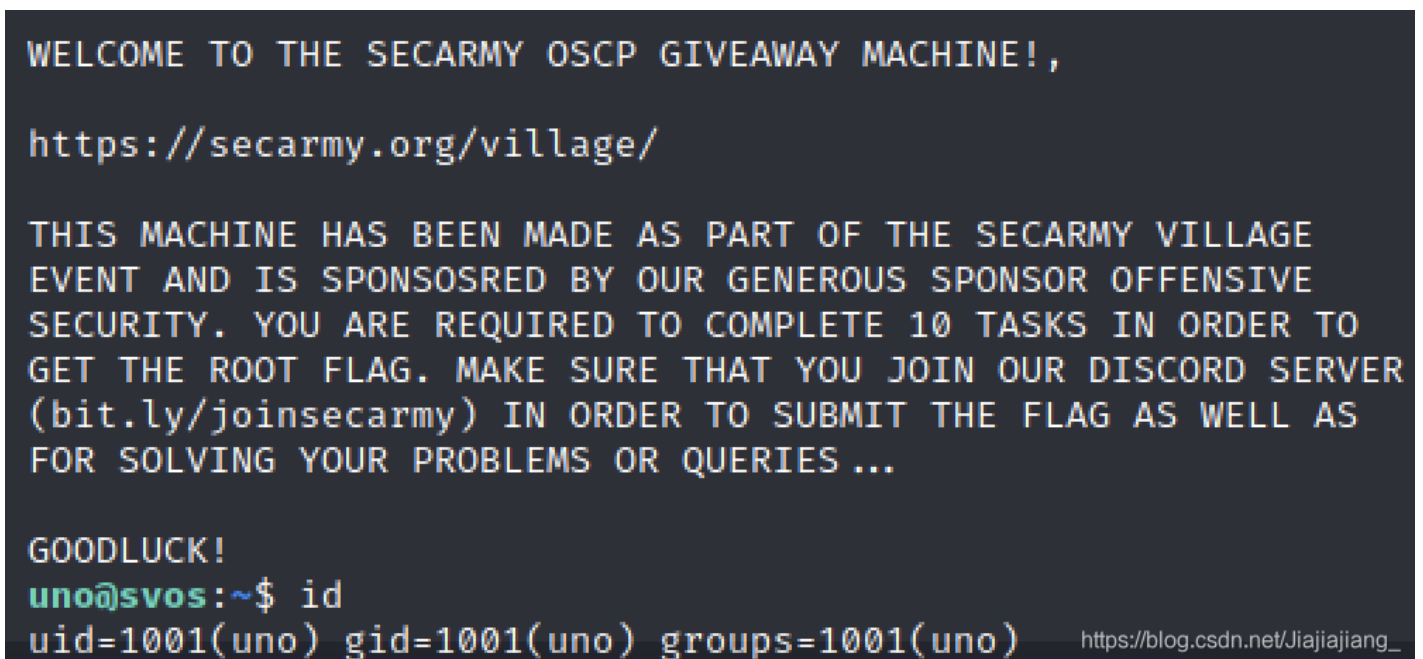 WELCOME TO THE SECARMY OSCP GIVEAWAY MACHINE!,
https://secarmy.org/village/
THIS MACHINE HAS BEEN MADE AS PART OF THE SECARMY VILLAGE
EVENT AND IS SPONSOSRED BY OUR GENEROUS SPONSOR OFFENSIVE
SECURITY. YOU ARE REQUIRED TO COMPLETE 10 TASKS IN ORDER TO
GET THE ROOT FLAG. MAKE SURE THAT YOU JOIN OUR DISCORD SERVER
(bit.ly/joinsecarmy) IN ORDER TO SUBMIT THE FLAG AS WELL AS
FOR SOLVING YOUR PROBLEMS OR QUERIES...
GOODLUCK!
uno@svos:~$ id
uid=1001(uno) gid=1001(uno) groups=1001(uno)
https://blog.csdn.net/Jiajiajiang_